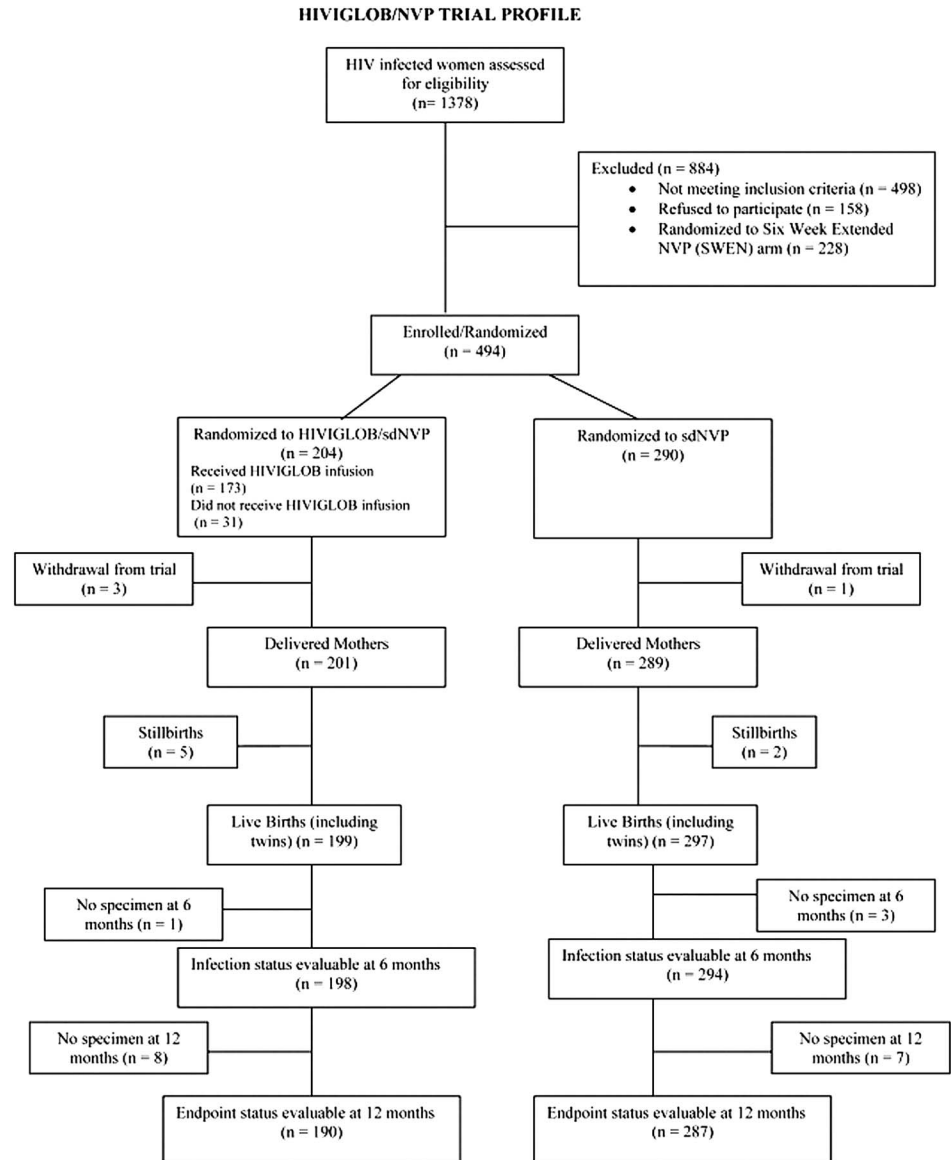 HIVIGLOB/NVP TRIAL PROFILE
HIV infected women assessed
for eligibility
(n= 1378)
Excluded (n = 884)
• Not meeting inclusion criteria (n = 498)
• Refused to participate (n = 158)
• Randomized to Six Week Extended
NVP (SWEN) arm (n = 228)
Enrolled/Randomized
(n = 494)
Randomized to HIVIGLOB/sdNVP
(n = 204)
Received HIVIGLOB infusion
(n = 173)
Did not receive HIVIGLOB infusion
(n = 31)
Randomized to sdNVP
(n = 290)
Withdrawal from trial
(n = 3)
Withdrawal from trial
(n = 1)
Delivered Mothers
(n = 201)
Delivered Mothers
(n = 289)
Stillbirths
(n = 5)
Stillbirths
(n = 2)
Live Births (including
twins) (n = 199)
Live Births (including
twins) (n = 297)
No specimen at 6
months (n = 1)
No specimen at 6
months (n = 3)
Infection status evaluable at 6 months
(n = 198)
Infection status evaluable at 6 months
(n = 294)
No specimen at 12
months (n = 8)
No specimen at 12
months (n = 7)
Endpoint status evaluable at 12 months
(n = 190)
Endpoint status evaluable at 12 months
(n = 287)